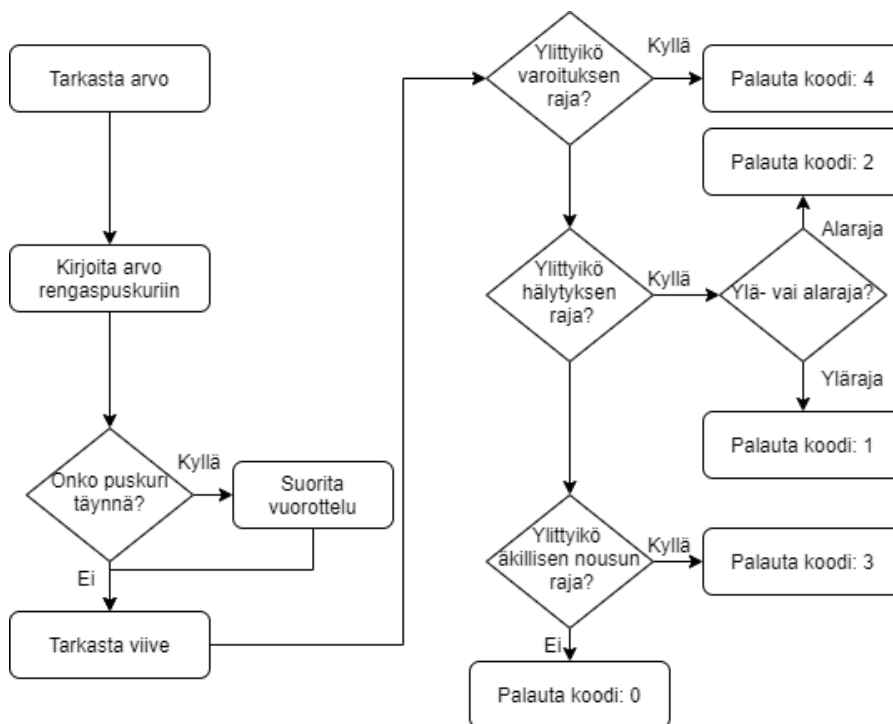 Tarkasta arvo
Kirjoita arvo
rengaspuskuriin
Onko puskuri
täynnä?
Kyllä
Suorita
vuorottelu
Ei
Tarkasta viive
Ylittyikö
varoituksen
raja?
Kyllä
Palauta koodi: 4
Palauta koodi: 2
Alaraja
Ylittyikö
hälytyksen
raja?
Kyllä
Ylä- vai alaraja?
Yläraja
Palauta koodi: 1
Ylittyikö
äkillisen nousun
raja?
Kyllä
Palauta koodi: 3
Ei
Palauta koodi: 0